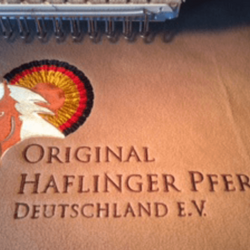 ORIGINAL
HAFLINGER PFER
DEUTSCHLAND E.V.